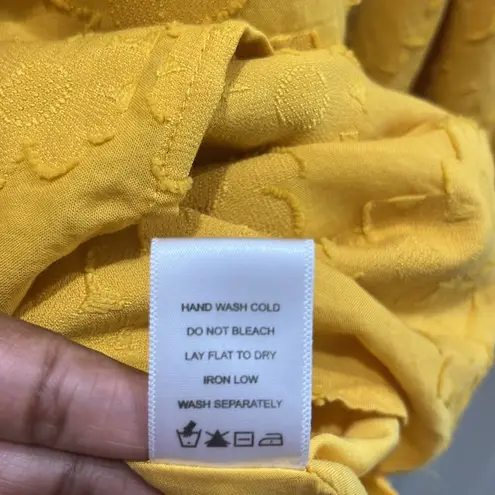 HAND WASH COLD
DO NOT BLEACH
LAY FLAT TO DRY
IRON LOW
WASH SEPARATELY